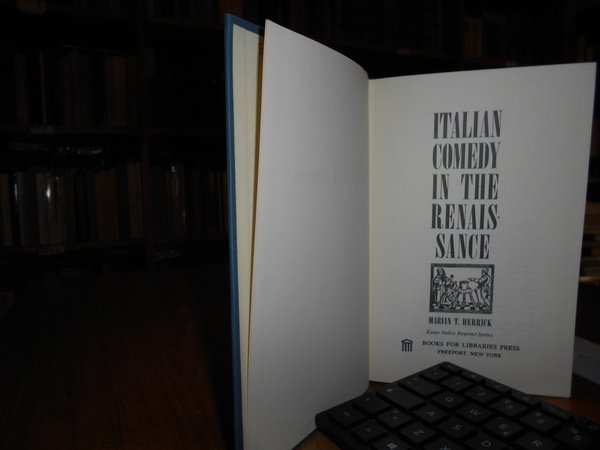 ITALIAN
COMEDY
IN THE
RENAIS-
SANCE
MARVIN T. HERRICK
Essay Index Reprint Series
BOOKS FOR LIBRARIES PRESS
FREEPORT, NEW YORK